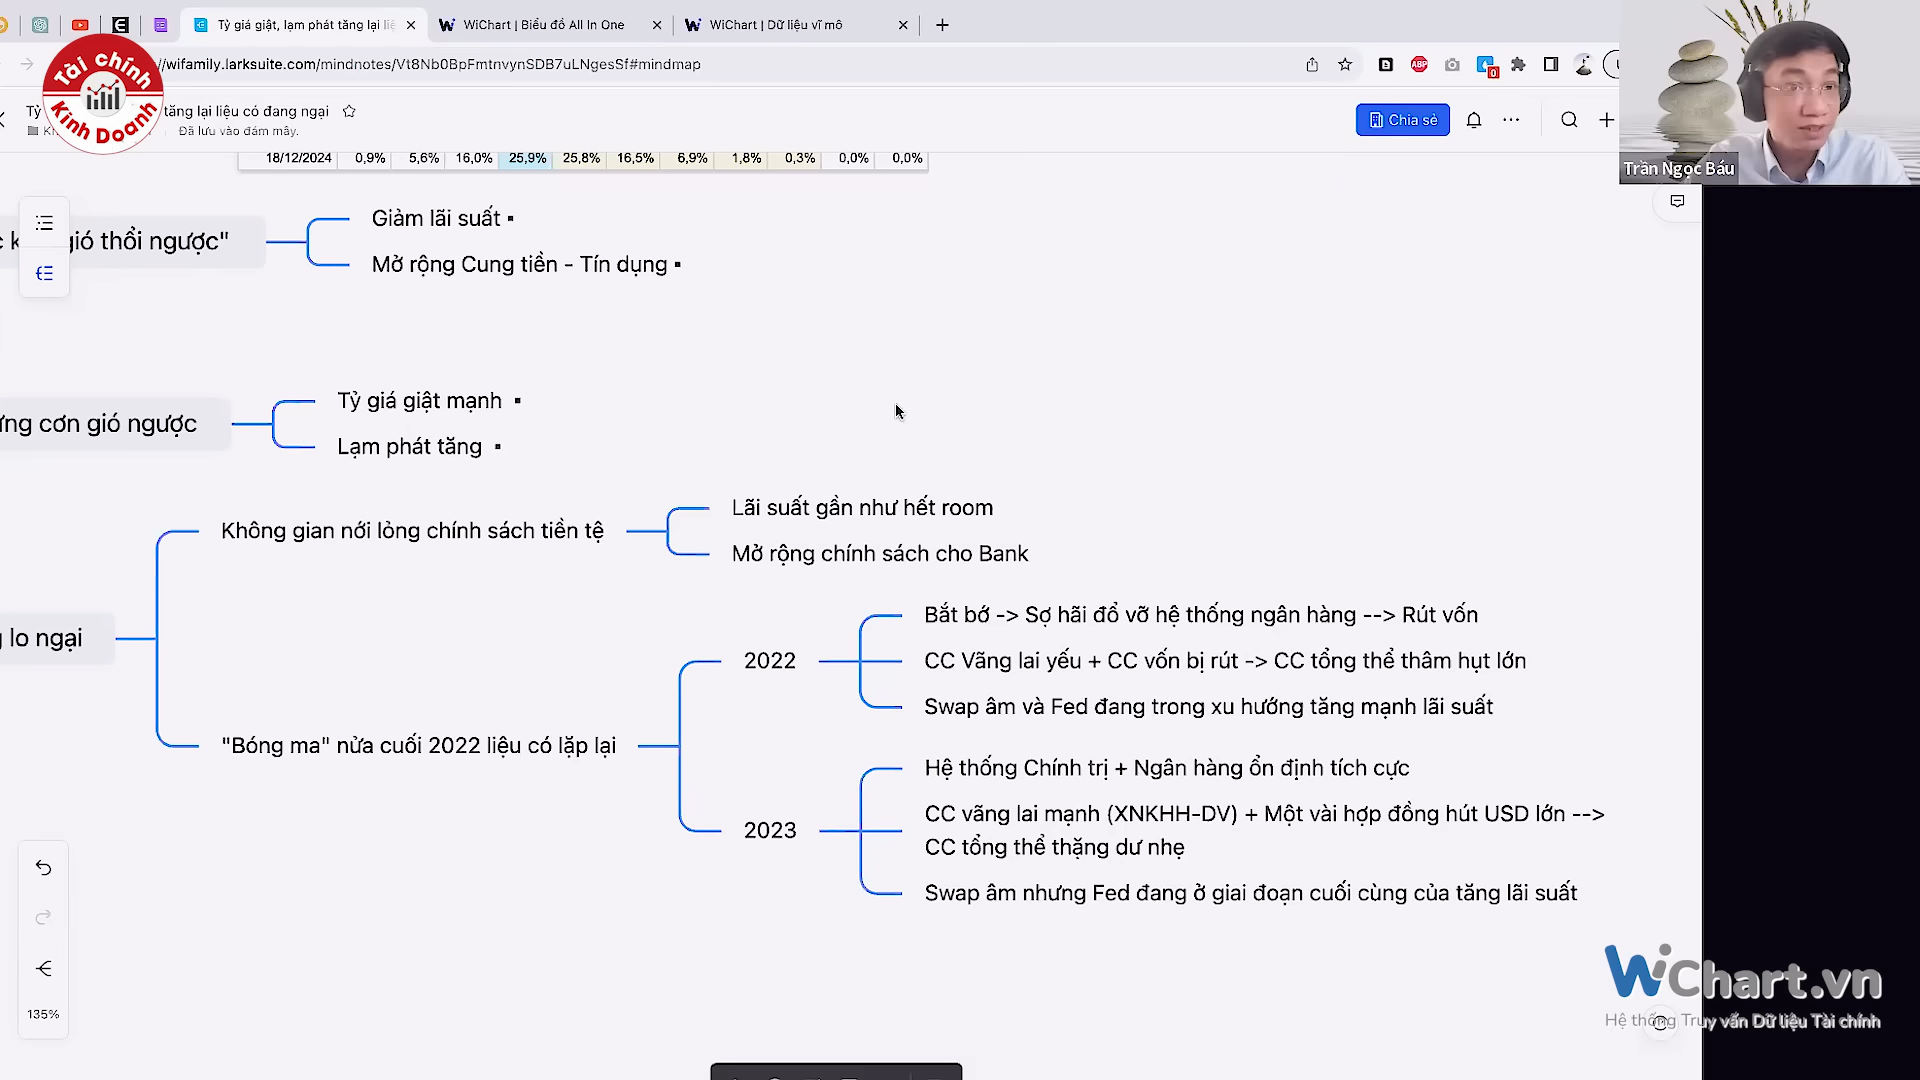 Tỷ giá giật, lạm phát tăng lại liê
WiChart | Biểu đồ All In One
WiChart | Dữ liệu vĩ mô
/wifamily.larksuite.com/mindnotes/Vt8Nb0BpFmtnvynSDB7uLNgesSf#mindmap
Tài chính
Kinh Doanh
tăng lại liệu có đang ngại
Đã lưu vào đám mây.
Chia sẻ
ABP
0
Trần Ngọc Báu
18/12/2024 0,9% 5,6% 16,0% 25,9% 25,8% 16,5% 6,9% 1,8% 0,3% 0,0% 0,0%
gió thổi ngược"
Giảm lãi suất
Mở rộng Cung tiền - Tín dụng
ững cơn gió ngược
Tỷ giá giật mạnh
Lạm phát tăng
Không gian nới lỏng chính sách tiền tệ
Lãi suất gần như hết room
Mở rộng chính sách cho Bank
g lo ngại
"Bóng ma" nửa cuối 2022 liệu có lặp lại
2022
Bắt bớ -> Sợ hãi đổ vỡ hệ thống ngân hàng --> Rút vốn
CC Vãng lai yếu + CC vốn bị rút -> CC tổng thể thâm hụt lớn
Swap âm và Fed đang trong xu hướng tăng mạnh lãi suất
2023
Hệ thống Chính trị + Ngân hàng ổn định tích cực
CC vãng lai mạnh (XNKHH-DV) + Một vài hợp đồng hút USD lớn -->
CC tổng thể thặng dư nhẹ
Swap âm nhưng Fed đang ở giai đoạn cuối cùng của tăng lãi suất
135%
WiChart.vn
Hệ thống Truy vấn Dữ liệu Tài chính